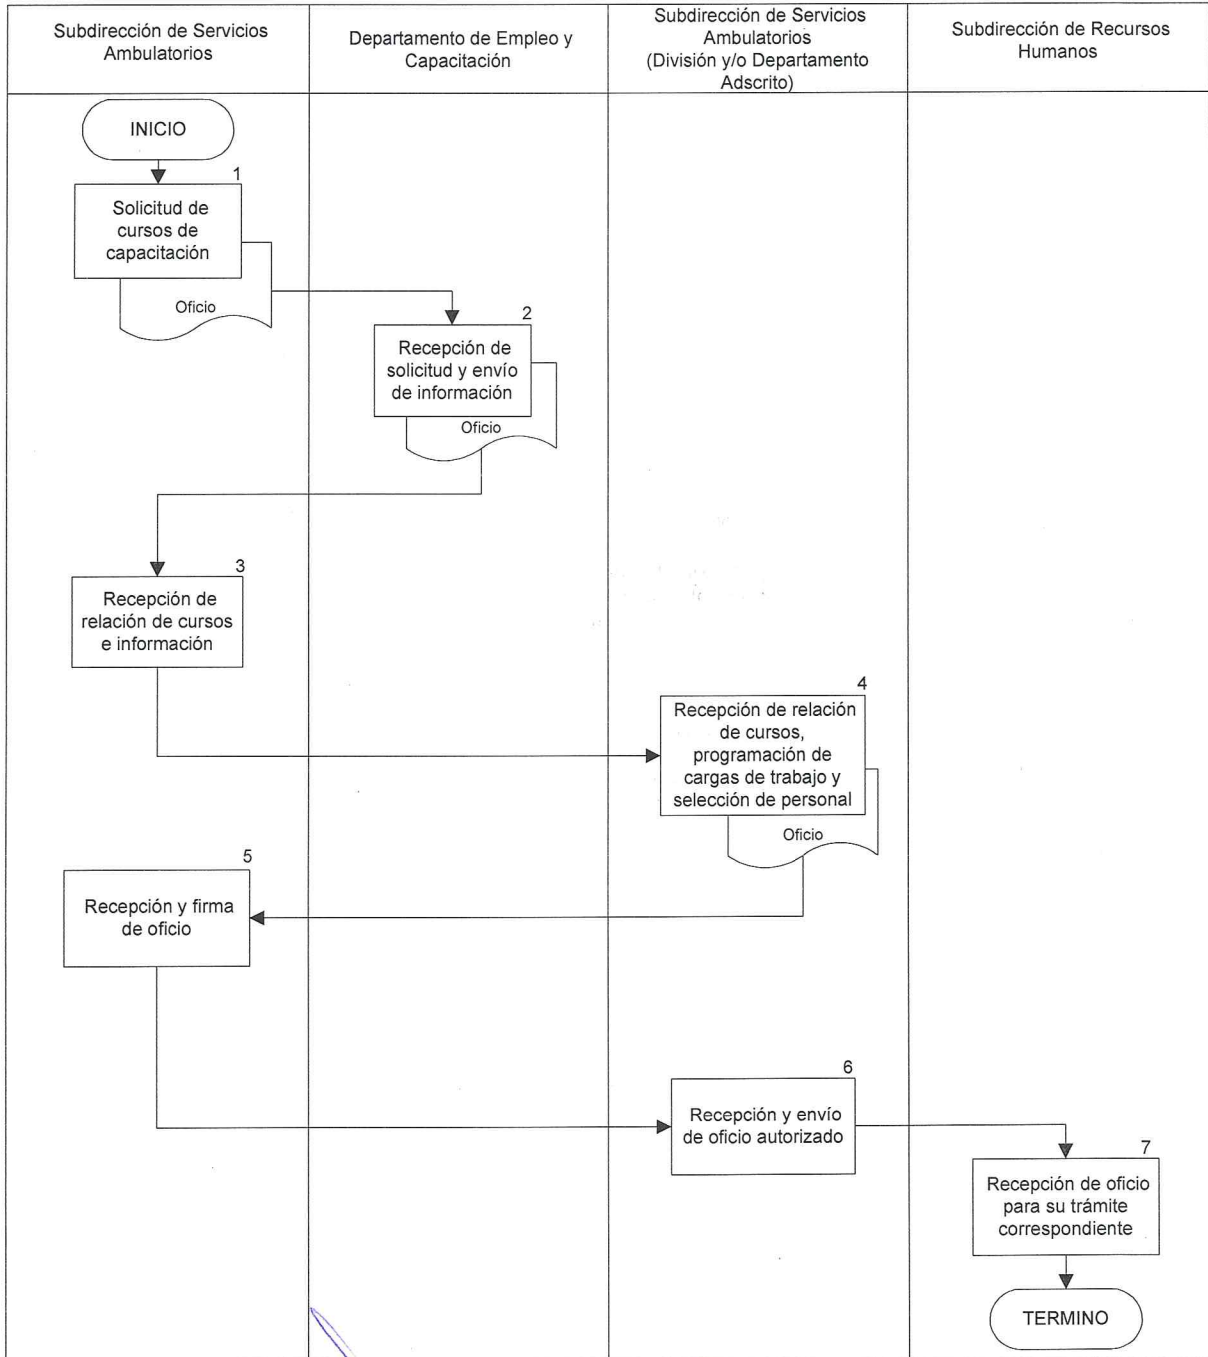 Subdirección de Servicios
Ambulatorios
Departamento de Empleo y
Capacitación
Subdirección de Servicios
Ambulatorios
(División y/o Departamento
Adscrito)
Subdirección de Recursos
Humanos
INICIO
1
Solicitud de
cursos de
capacitación
Oficio
2
Recepción de
solicitud y envío
de información
Oficio
3
Recepción de
relación de cursos
e información
4
Recepción de relación
de cursos,
programación de
cargas de trabajo y
selección de personal
Oficio
5
Recepción y firma
de oficio
6
Recepción y envío
de oficio autorizado
7
Recepción de oficio
para su trámite
correspondiente
TERMINO